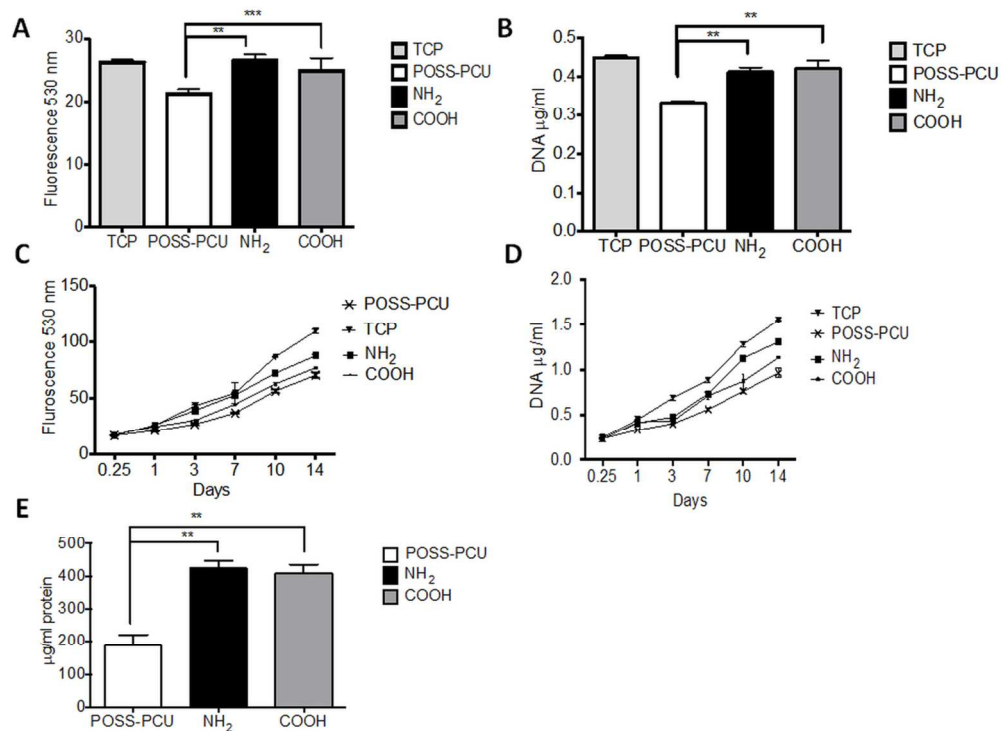 A
***
**
30
20
10
0
Fluorescence 530 nm
TCP POSS-PCU NH2 COOH
TCP
POSS-PCU
NH2
COOH
B
**
**
0.5
0.4
0.3
0.2
0.1
0.0
DNA µg/ml
TCP POSS-PCU NH2 COOH
TCP
POSS-PCU
NH2
COOH
C
150
100
50
0
Fluroscence 530 nm
0.25 1 3 7 10 14
Days
POSS-PCU
TCP
NH2
COOH
D
2.0
1.5
1.0
0.5
0.0
DNA µg/ml
0.25 1 3 7 10 14
Days
TCP
POSS-PCU
NH2
COOH
E
**
**
500
400
300
200
100
0
µg/ml protein
POSS-PCU NH2 COOH
POSS-PCU
NH2
COOH